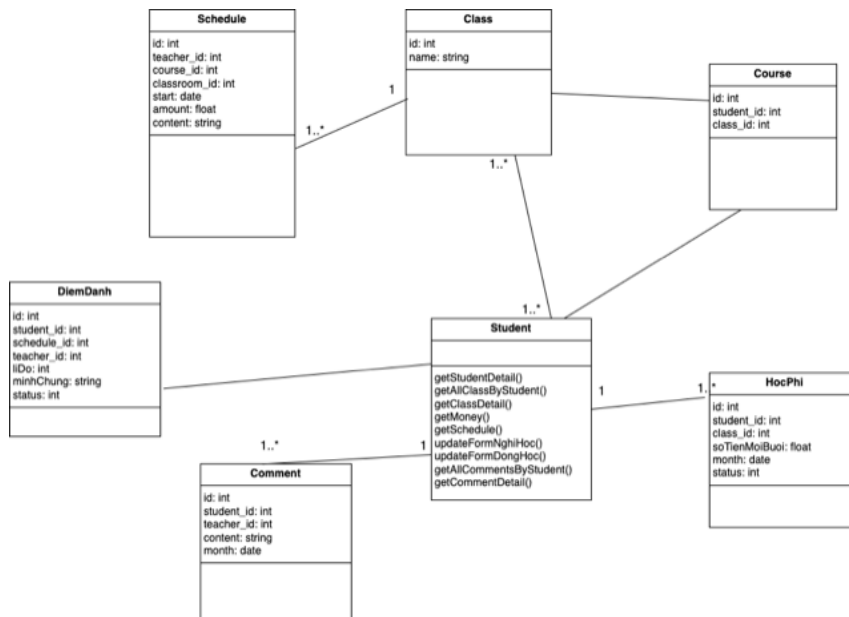 Schedule
id: int
teacher_id: int
course_id: int
classroom_id: int
start: date
amount: float
content: string
Class
id: int
name: string
Course
id: int
student_id: int
class_id: int
1
1..*
1..*
1..*
DiemDanh
id: int
student_id: int
schedule_id: int
teacher_id: int
liDo: int
minhChung: string
status: int
Student
getStudentDetail()
getAllClassByStudent()
getClassDetail()
getMoney()
getSchedule()
updateFormNghiHoc()
updateFormDongHoc()
getAllCommentsByStudent()
getCommentDetail()
1
1..*
HocPhi
id: int
student_id: int
class_id: int
soTienMoiBuoi: float
month: date
status: int
1..*
1
Comment
id: int
student_id: int
teacher_id: int
content: string
month: date